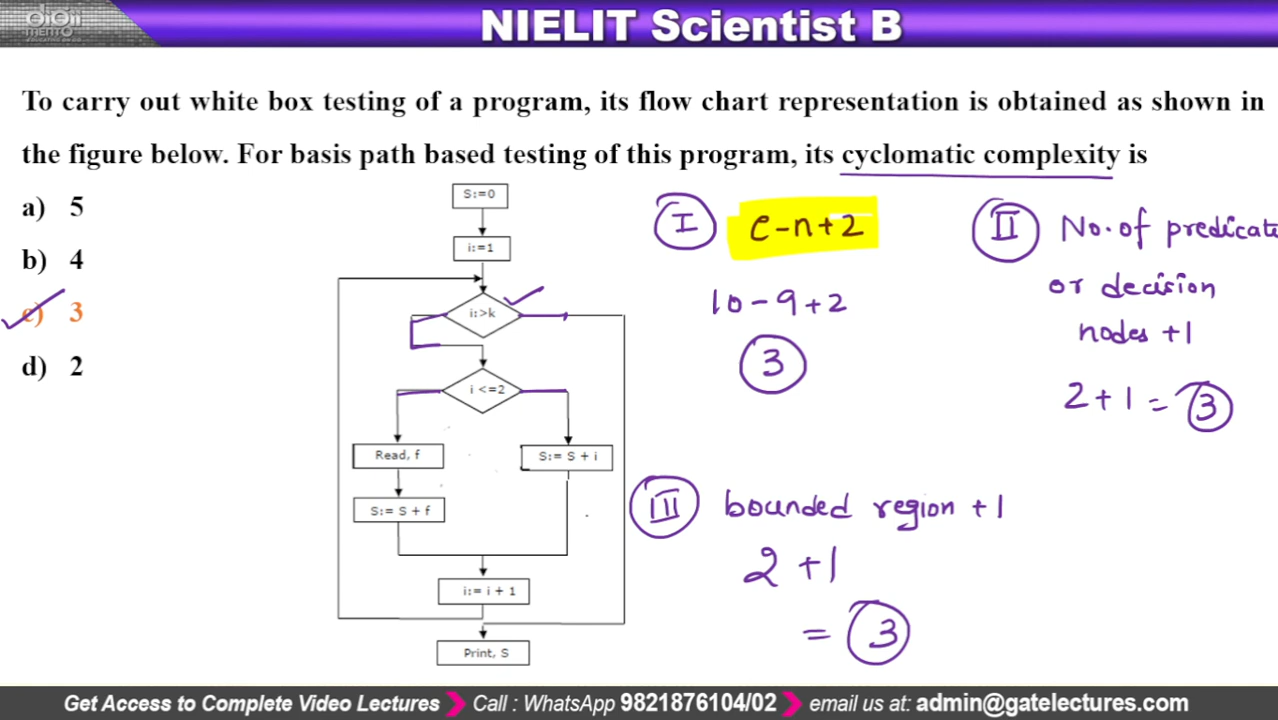 digii
MENTO
NIELIT Scientist B
To carry out white box testing of a program, its flow chart representation is obtained as shown in
the figure below. For basis path based testing of this program, its cyclomatic complexity is
a) 5
b) 4
c) 3
d) 2
S:=0
i:=1
i:>k
i <=2
Read, f
S:= S + i
S:= S + f
i:= i + 1
Print, S
I e-n+2
10-9+2
3
II No. of predicate
or decision
nodes +1
2+1 = 3
III bounded region +1
2 +1
= 3
Get Access to Complete Video Lectures Call : WhatsApp 9821876104/02 email us at: admin@gatelectures.com